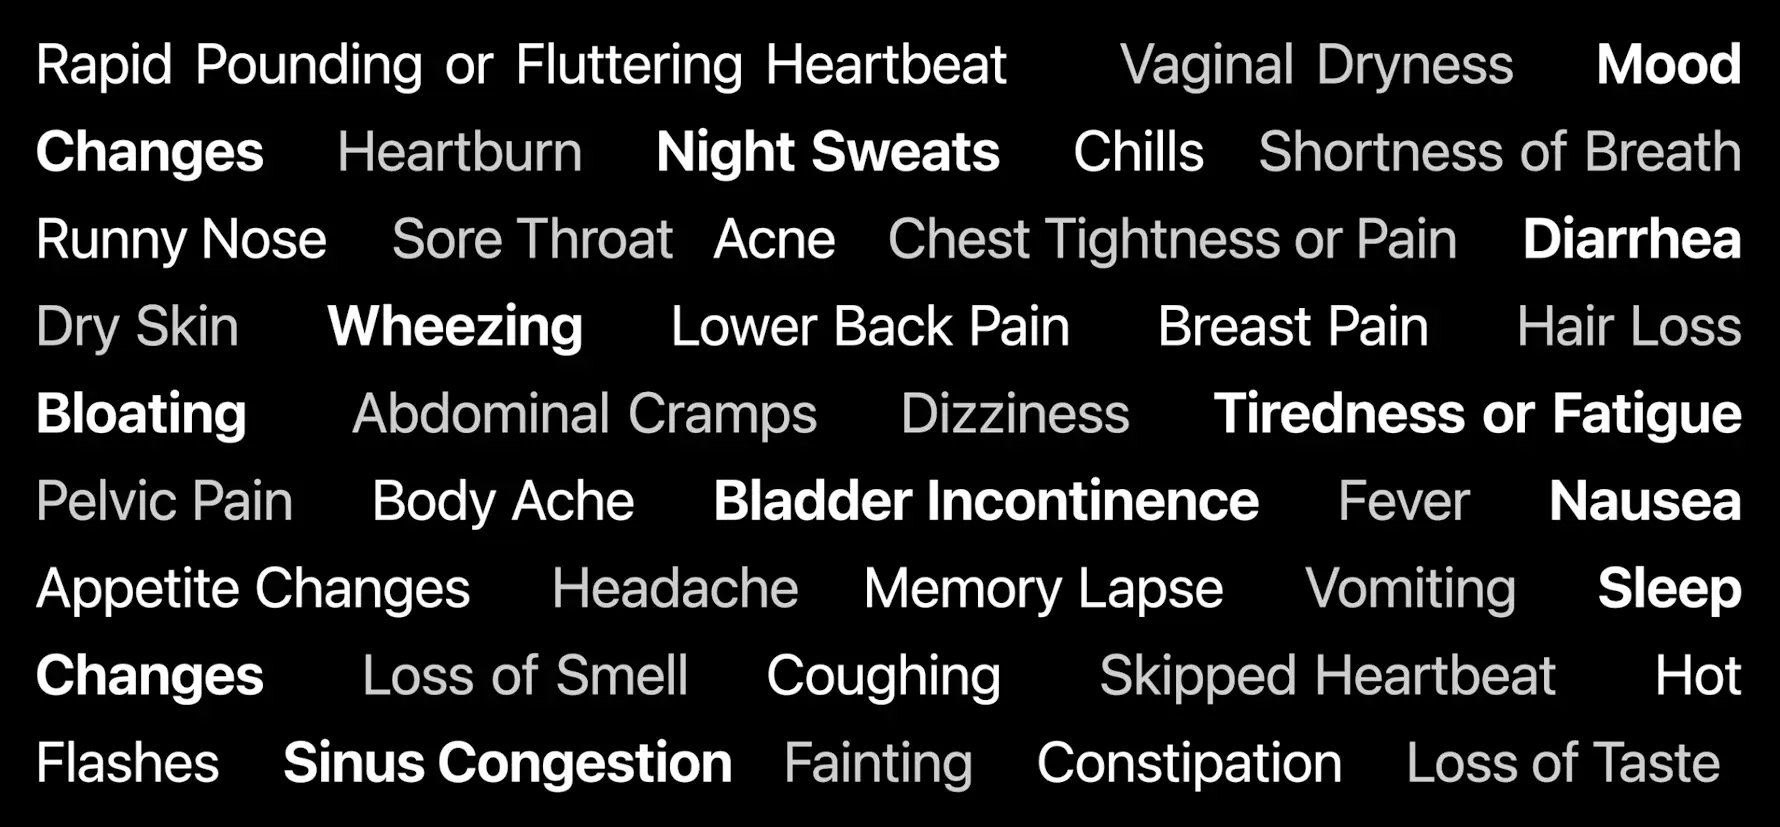 Rapid Pounding or Fluttering Heartbeat Vaginal Dryness Mood
Changes Heartburn Night Sweats Chills Shortness of Breath
Runny Nose Sore Throat Acne Chest Tightness or Pain Diarrhea
Dry Skin Wheezing Lower Back Pain Breast Pain Hair Loss
Bloating Abdominal Cramps Dizziness Tiredness or Fatigue
Pelvic Pain Body Ache Bladder Incontinence Fever Nausea
Appetite Changes Headache Memory Lapse Vomiting Sleep
Changes Loss of Smell Coughing Skipped Heartbeat Hot
Flashes Sinus Congestion Fainting Constipation Loss of Taste